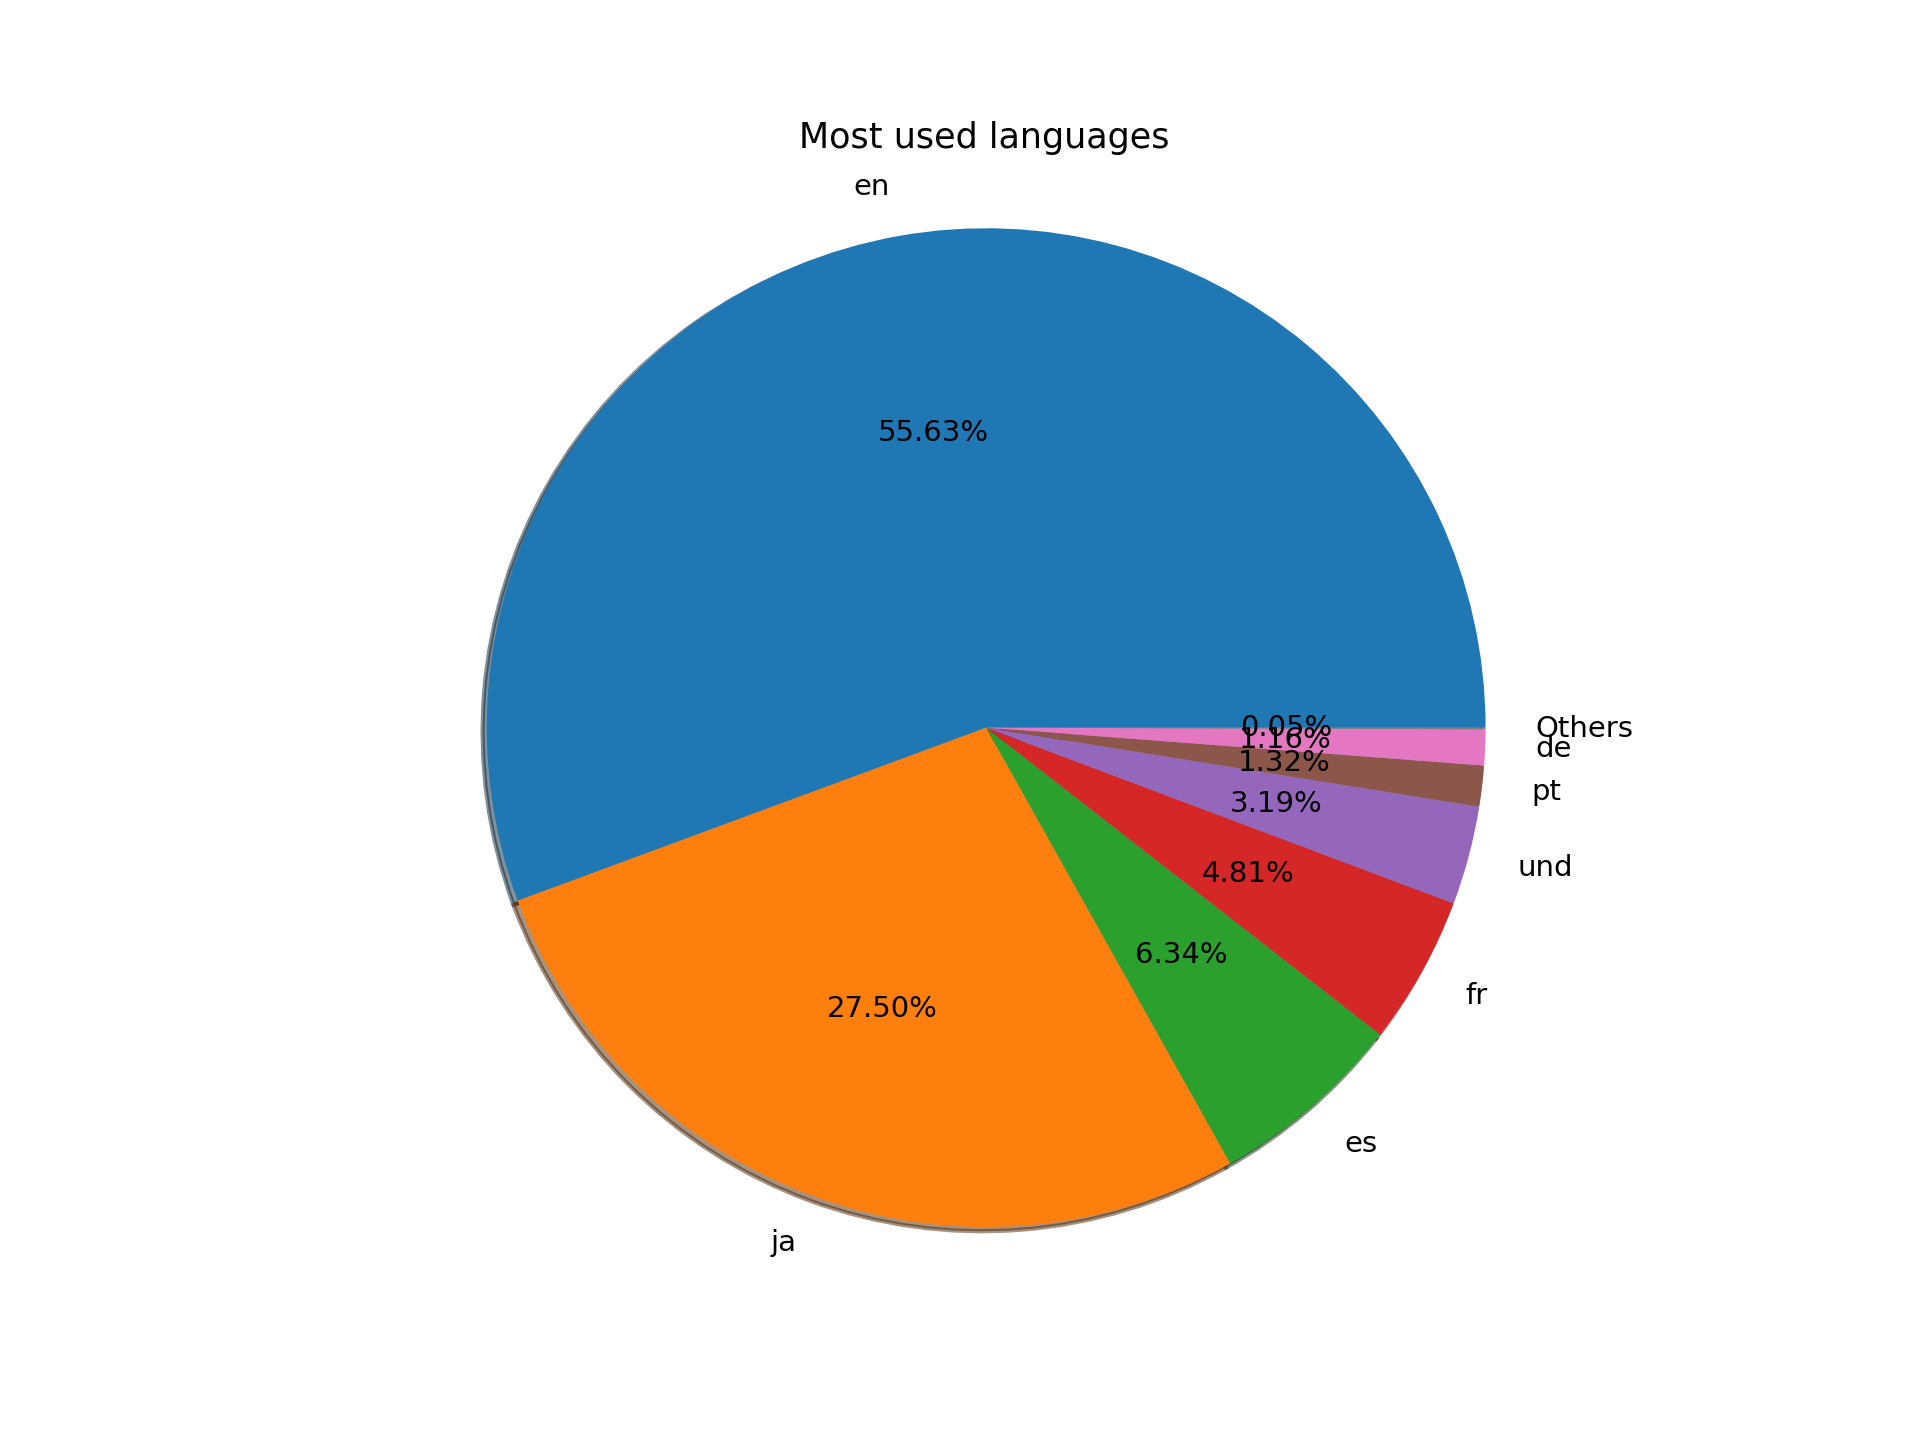 Most used languages
en
55.63%
0.05%
Others
1.16%
de
1.32%
pt
3.19%
und
4.81%
fr
6.34%
es
27.50%
ja